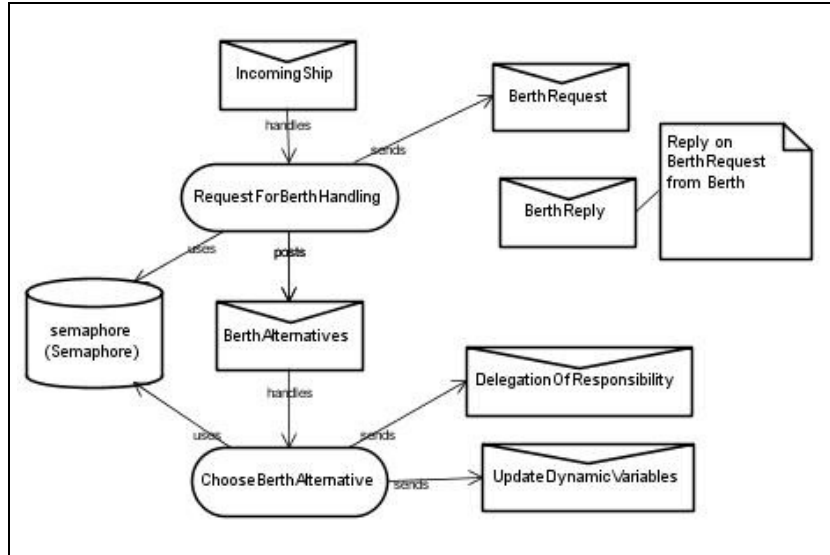 IncomingShip
handles
sends
BerthRequest
Reply on
BerthRequest
from Berth
RequestForBerthHandling
BerthReply
uses
posts
semaphore
(Semaphore)
BerthAlternatives
handles
DelegationOfResponsibility
uses
sends
ChooseBerthAlternative
sends
UpdateDynamicVariables